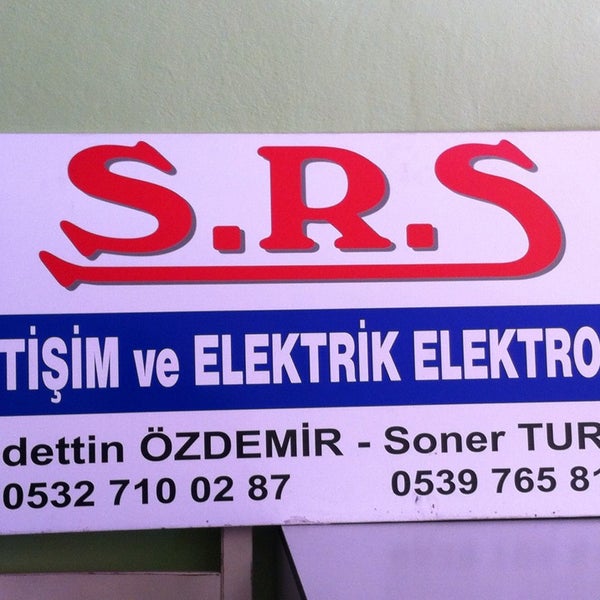 S.R.S
TİŞİM ve ELEKTRİK ELEKTRO
dettin ÖZDEMİR - Soner TUR
0532 710 02 87 0539 765 81